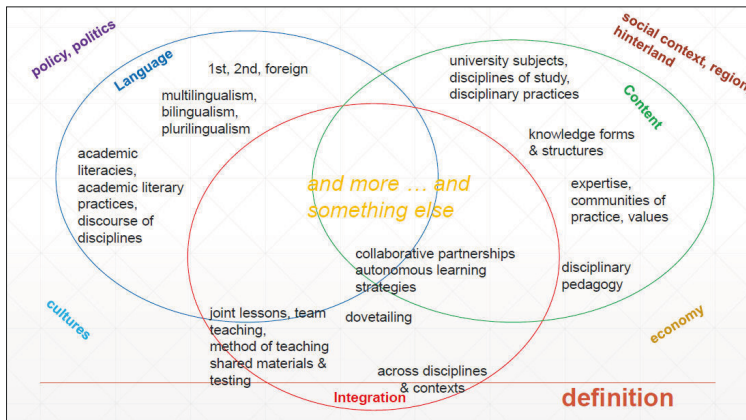 policy, politics
social context, region
hinterland
Language
1st, 2nd, foreign
multilingualism,
bilingualism,
plurilingualism
academic
literacies,
academic literary
practices,
discourse of
disciplines
university subjects,
disciplines of study,
disciplinary practices
Content
knowledge forms
& structures
expertise,
communities of
practice, values
disciplinary
pedagogy
and more … and
something else
collaborative partnerships
autonomous learning
strategies
cultures
joint lessons, team
teaching,
method of teaching
shared materials &
testing
dovetailing
economy
across disciplines
& contexts
Integration
definition